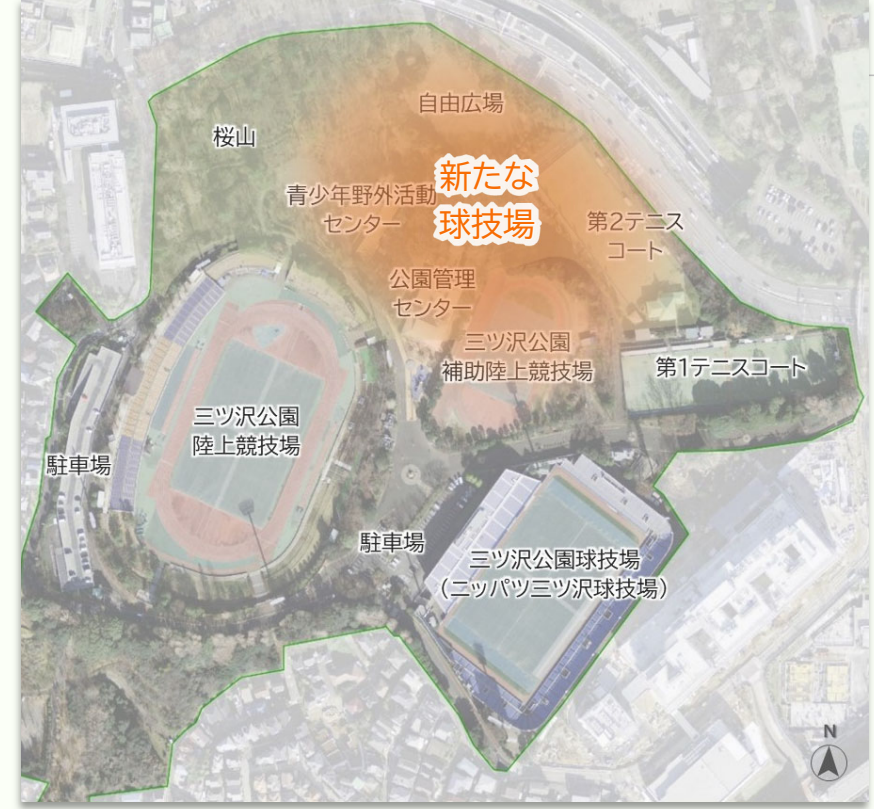 自由広場
桜山
新たな
球技場
青少年野外活動
センター
第2テニス
コート
公園管理
センター
三ツ沢公園
補助陸上競技場
第1テニスコート
三ツ沢公園
陸上競技場
駐車場
駐車場
三ツ沢公園球技場
(ニッパツ三ツ沢球技場)
N